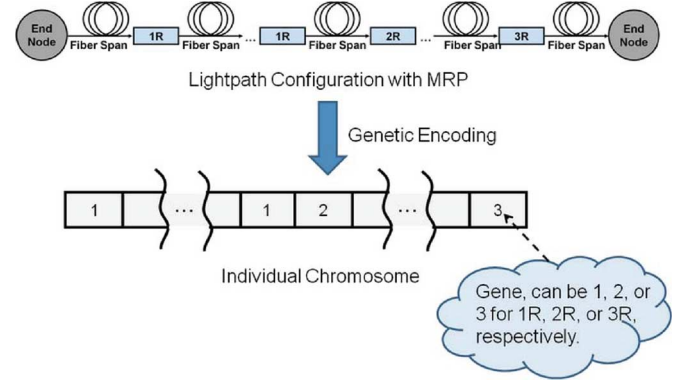 End
Node
1R
1R
2R
3R
End
Node
Fiber Span
Fiber Span
...
Fiber Span
...
Fiber Span
Fiber Span
Lightpath Configuration with MRP
Genetic Encoding
1 ... 1 2 ... 3
Individual Chromosome
Gene, can be 1, 2, or
3 for 1R, 2R, or 3R,
respectively.